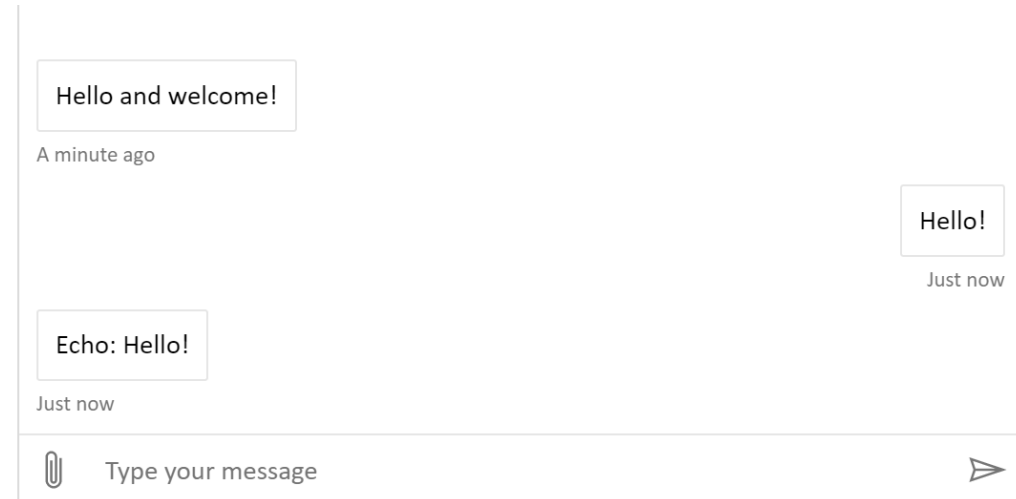 Hello and welcome!
A minute ago
Hello!
Just now
Echo: Hello!
Just now
Type your message